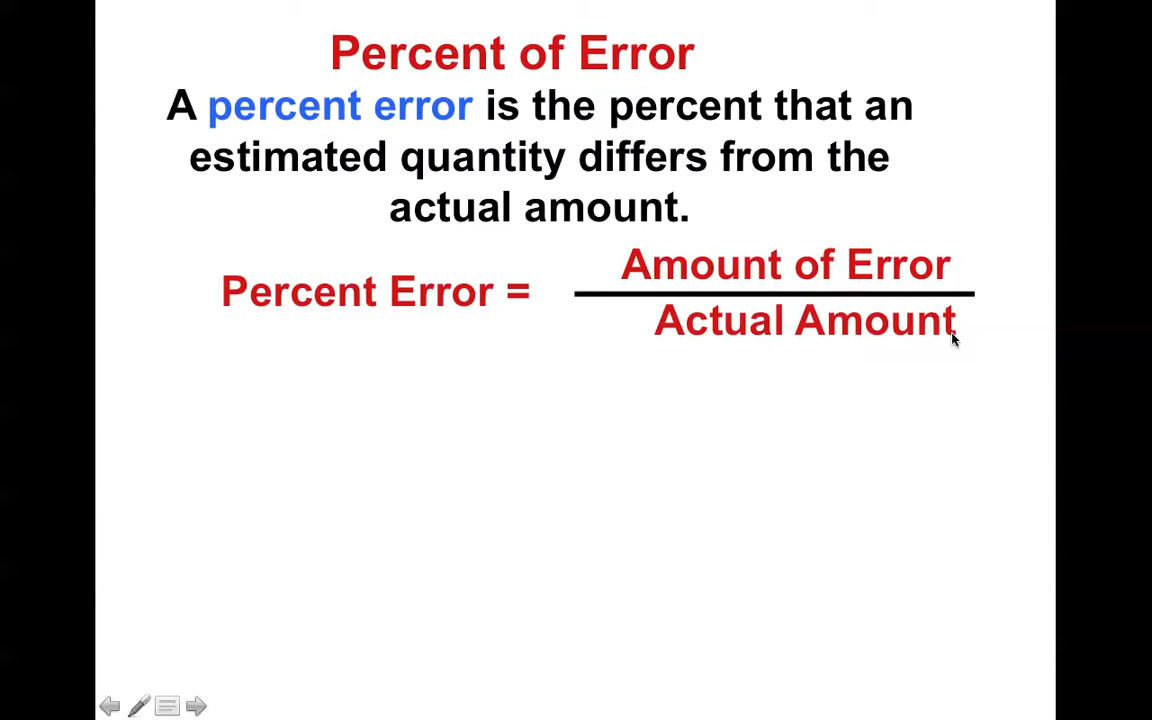 Percent of Error
A percent error is the percent that an
estimated quantity differs from the
actual amount.
Percent Error =
Amount of Error
Actual Amount